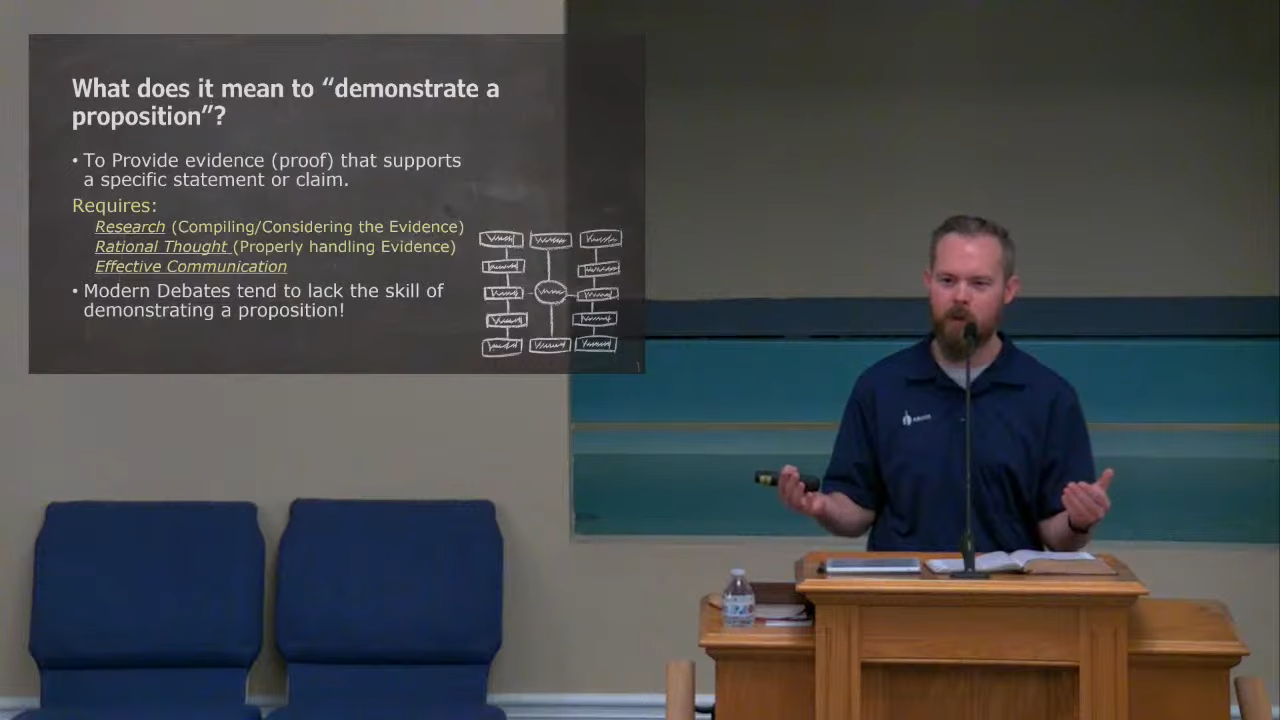 What does it mean to “demonstrate a
proposition”?
• To Provide evidence (proof) that supports
a specific statement or claim.
Requires:
Research (Compiling/Considering the Evidence)
Rational Thought (Properly handling Evidence)
Effective Communication
• Modern Debates tend to lack the skill of
demonstrating a proposition!